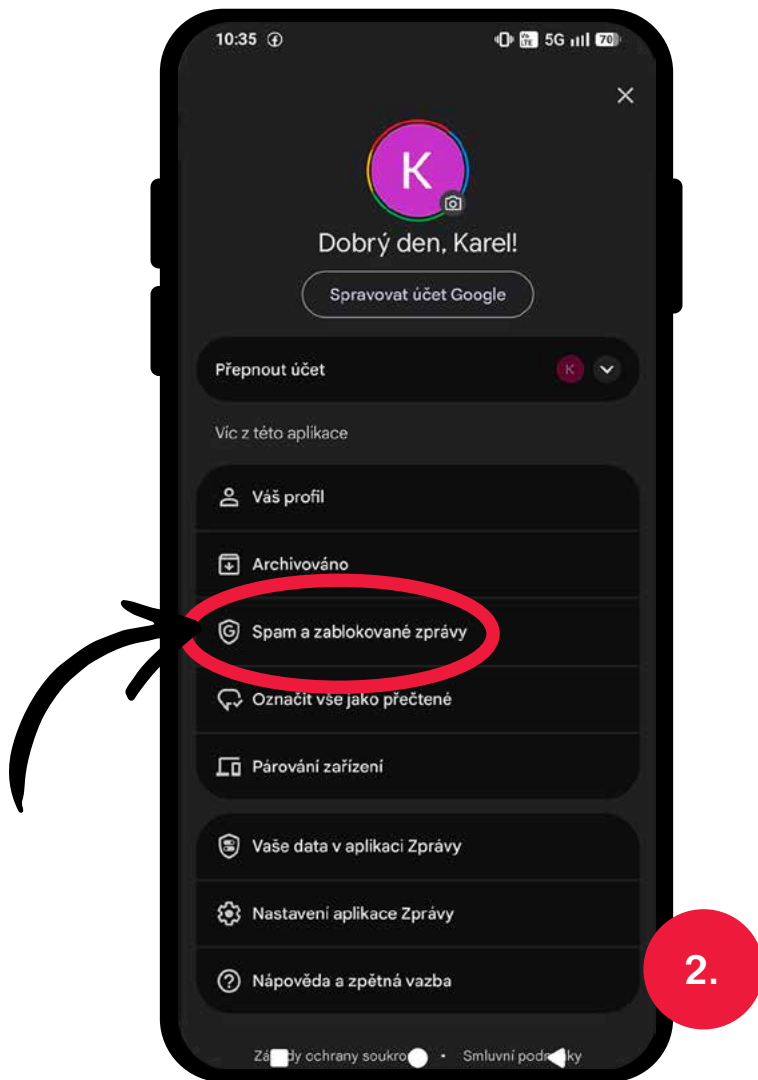 10:35 5G 70
K
Dobrý den, Karel!
Spravovat účet Google
Přepnout účet K
Víc z této aplikace
Váš profil
Archivováno
G Spam a zablokované zprávy
Označit vše jako přečtené
Párování zařízení
Vaše data v aplikaci Zprávy
Nastavení aplikace Zprávy
2.
Nápověda a zpětná vazba
ochrany • Smluvní